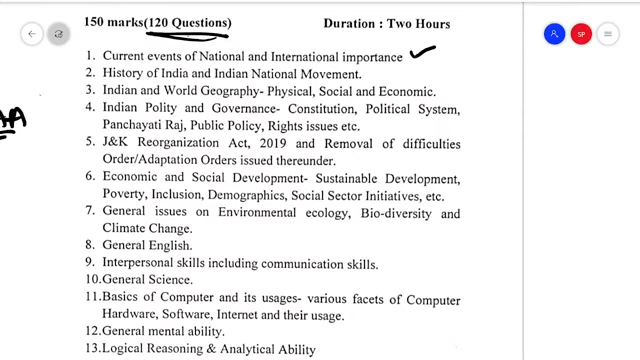 150 marks(120 Questions) Duration : Two Hours
SP
1. Current events of National and International importance
2. History of India and Indian National Movement.
3. Indian and World Geography- Physical, Social and Economic.
4. Indian Polity and Governance- Constitution, Political System,
Panchayati Raj, Public Policy, Rights issues etc.
5. J&K Reorganization Act, 2019 and Removal of difficulties
Order/Adaptation Orders issued thereunder.
6. Economic and Social Development- Sustainable Development,
Poverty, Inclusion, Demographics, Social Sector Initiatives, etc.
7. General issues on Environmental ecology, Bio-diversity and
Climate Change.
8. General English.
9. Interpersonal skills including communication skills.
10.General Science.
11.Basics of Computer and its usages- various facets of Computer
Hardware, Software, Internet and their usage.
12.General mental ability.
13.Logical Reasoning & Analytical Ability